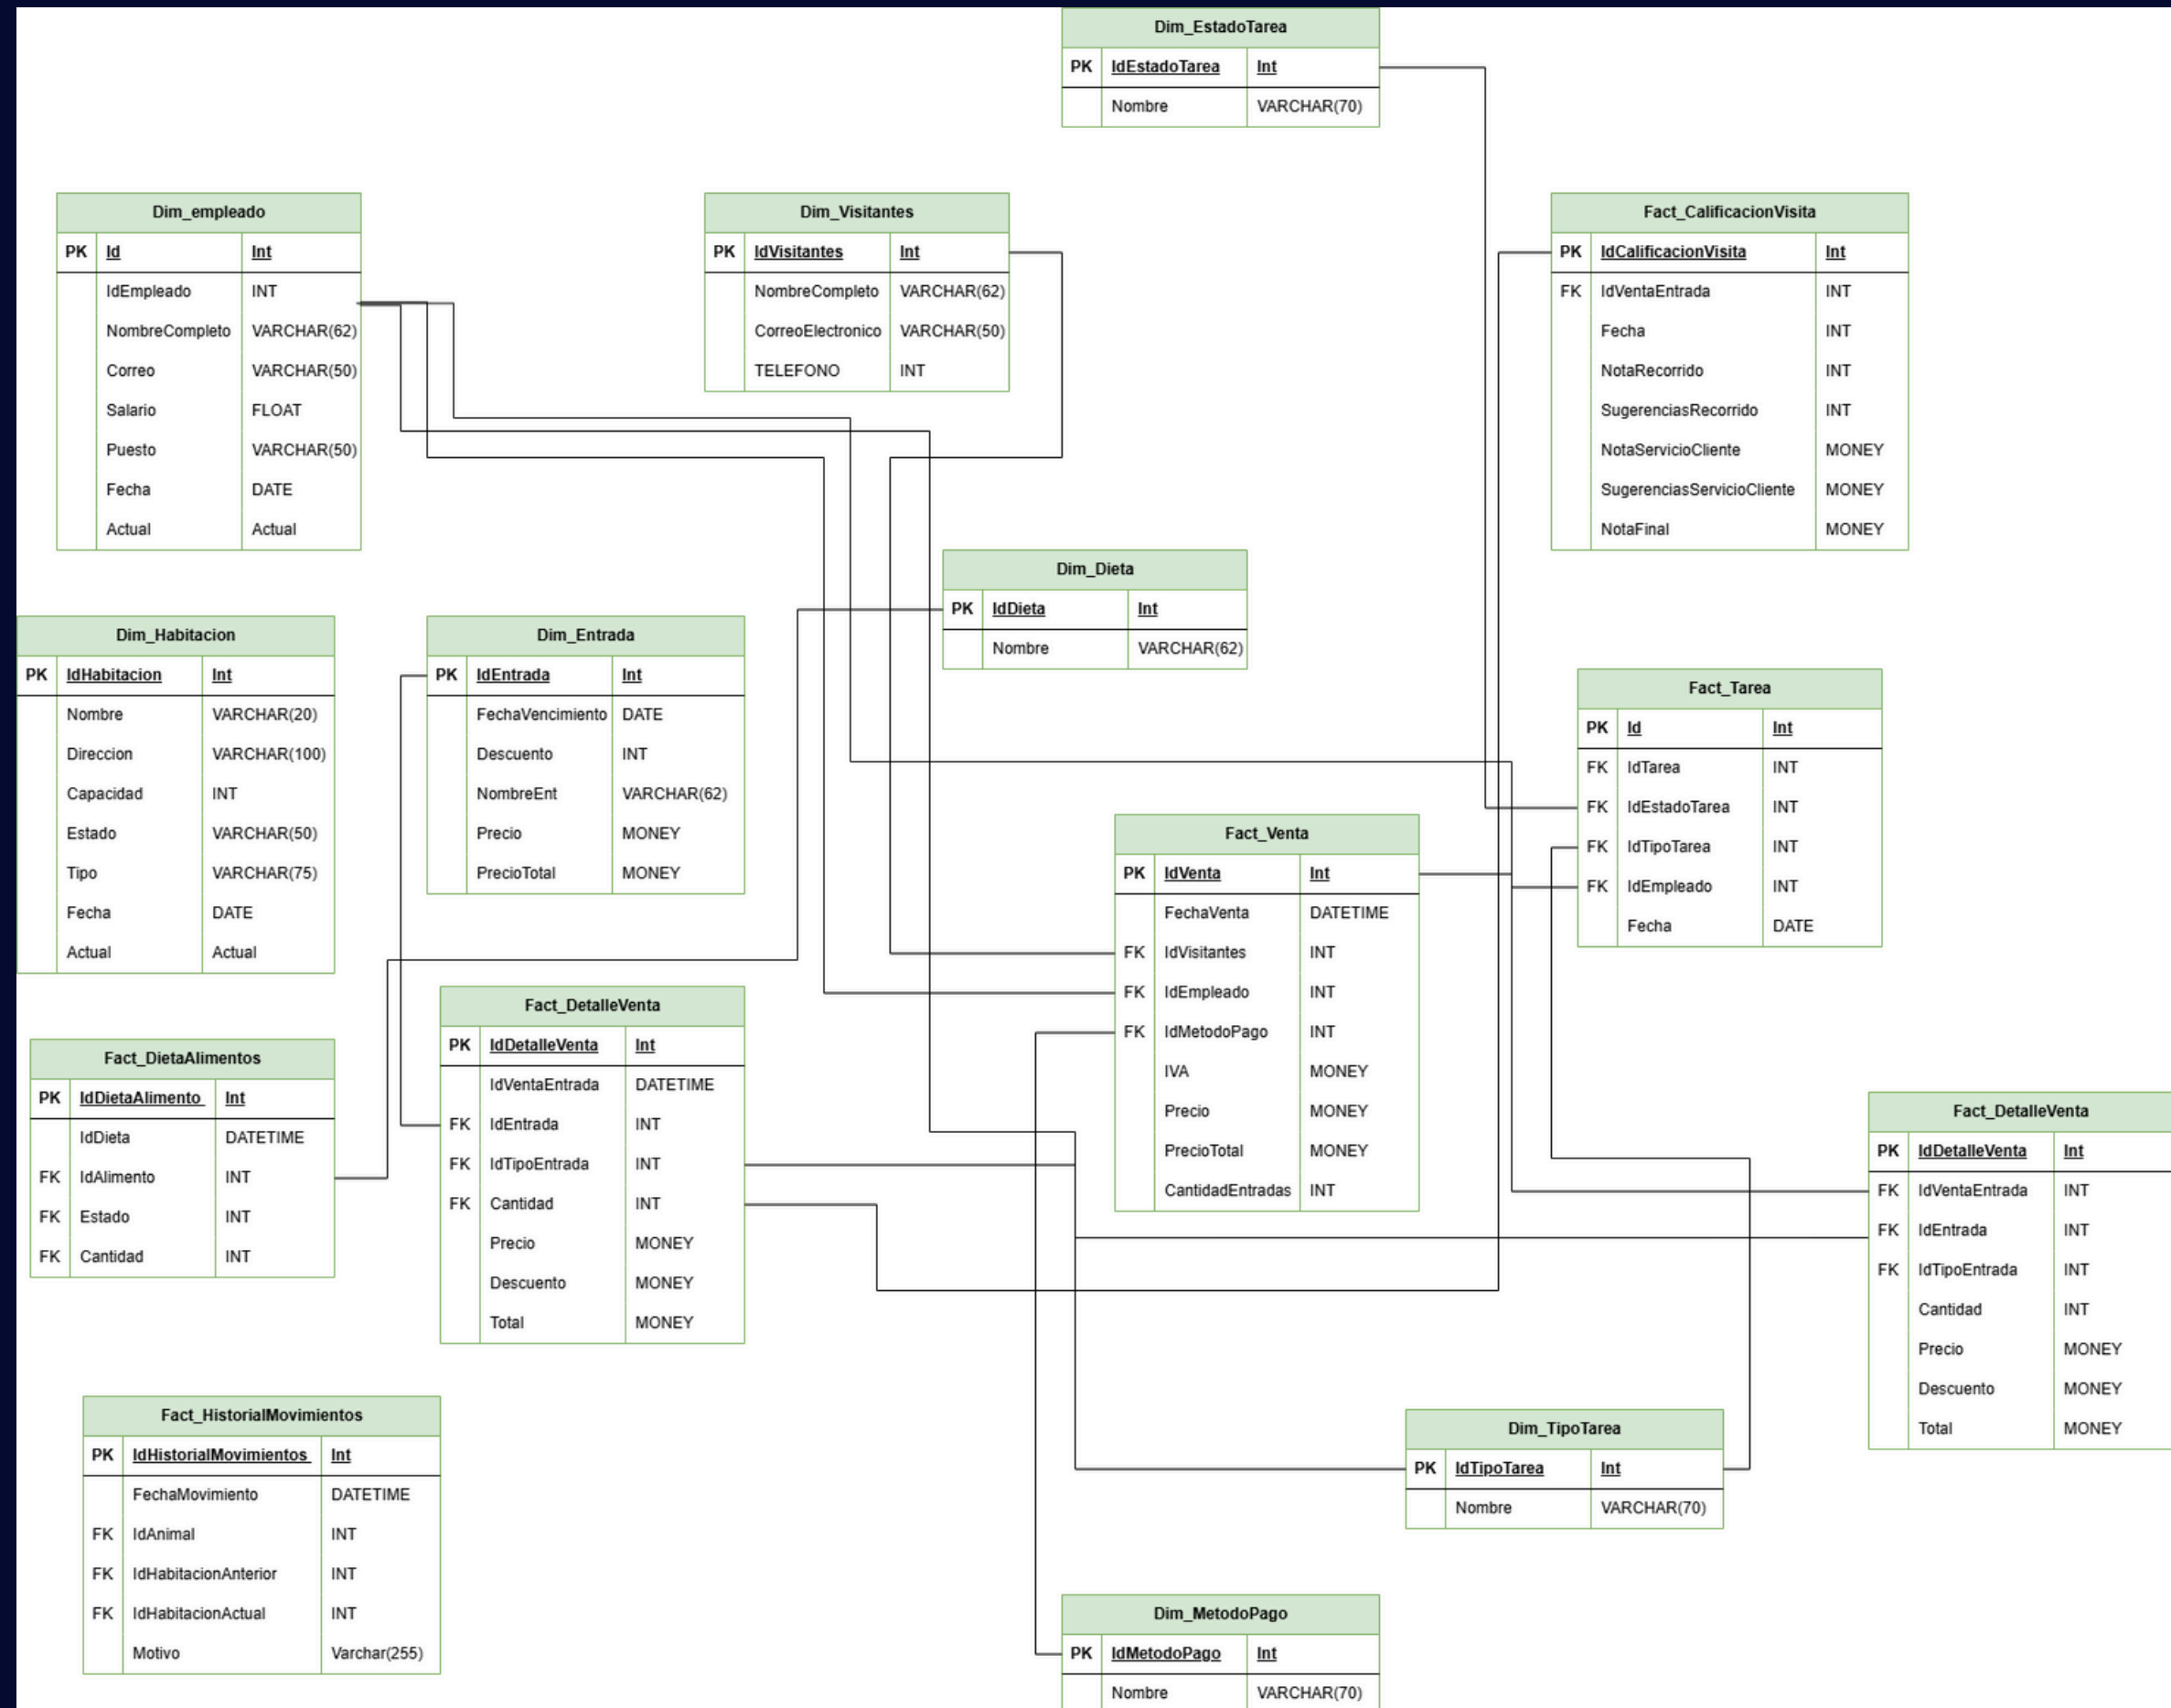 Dim_EstadoTarea
PK IdEstadoTarea Int
Nombre VARCHAR(70)
Dim_empleado
PK Id Int
IdEmpleado INT
NombreCompleto VARCHAR(62)
Correo VARCHAR(50)
Salario FLOAT
Puesto VARCHAR(50)
Fecha DATE
Actual Actual
Dim_Visitantes
PK IdVisitantes Int
NombreCompleto VARCHAR(62)
CorreoElectronico VARCHAR(50)
TELEFONO INT
Fact_CalificacionVisita
PK IdCalificacionVisita Int
FK IdVentaEntrada INT
Fecha INT
NotaRecorrido INT
SugerenciasRecorrido INT
NotaServicioCliente MONEY
SugerenciasServicioCliente MONEY
NotaFinal MONEY
Dim_Dieta
PK IdDieta Int
Nombre VARCHAR(62)
Dim_Habitacion
PK IdHabitacion Int
Nombre VARCHAR(20)
Direccion VARCHAR(100)
Capacidad INT
Estado VARCHAR(50)
Tipo VARCHAR(75)
Fecha DATE
Actual Actual
Dim_Entrada
PK IdEntrada Int
FechaVencimiento DATE
Descuento INT
NombreEnt VARCHAR(62)
Precio MONEY
PrecioTotal MONEY
Fact_Tarea
PK Id Int
FK IdTarea INT
FK IdEstadoTarea INT
FK IdTipoTarea INT
FK IdEmpleado INT
Fecha DATE
Fact_Venta
PK IdVenta Int
FechaVenta DATETIME
FK IdVisitantes INT
FK IdEmpleado INT
FK IdMetodoPago INT
IVA MONEY
Precio MONEY
PrecioTotal MONEY
CantidadEntradas INT
Fact_DetalleVenta
PK IdDetalleVenta Int
IdVentaEntrada DATETIME
FK IdEntrada INT
FK IdTipoEntrada INT
FK Cantidad INT
Precio MONEY
Descuento MONEY
Total MONEY
Fact_DietaAlimentos
PK IdDietaAlimento Int
IdDieta DATETIME
FK IdAlimento INT
FK Estado INT
FK Cantidad INT
Fact_DetalleVenta
PK IdDetalleVenta Int
FK IdVentaEntrada INT
FK IdEntrada INT
FK IdTipoEntrada INT
Cantidad INT
Precio MONEY
Descuento MONEY
Total MONEY
Fact_HistorialMovimientos
PK IdHistorialMovimientos Int
FechaMovimiento DATETIME
FK IdAnimal INT
FK IdHabitacionAnterior INT
FK IdHabitacionActual INT
Motivo Varchar(255)
Dim_TipoTarea
PK IdTipoTarea Int
Nombre VARCHAR(70)
Dim_MetodoPago
PK IdMetodoPago Int
Nombre VARCHAR(70)